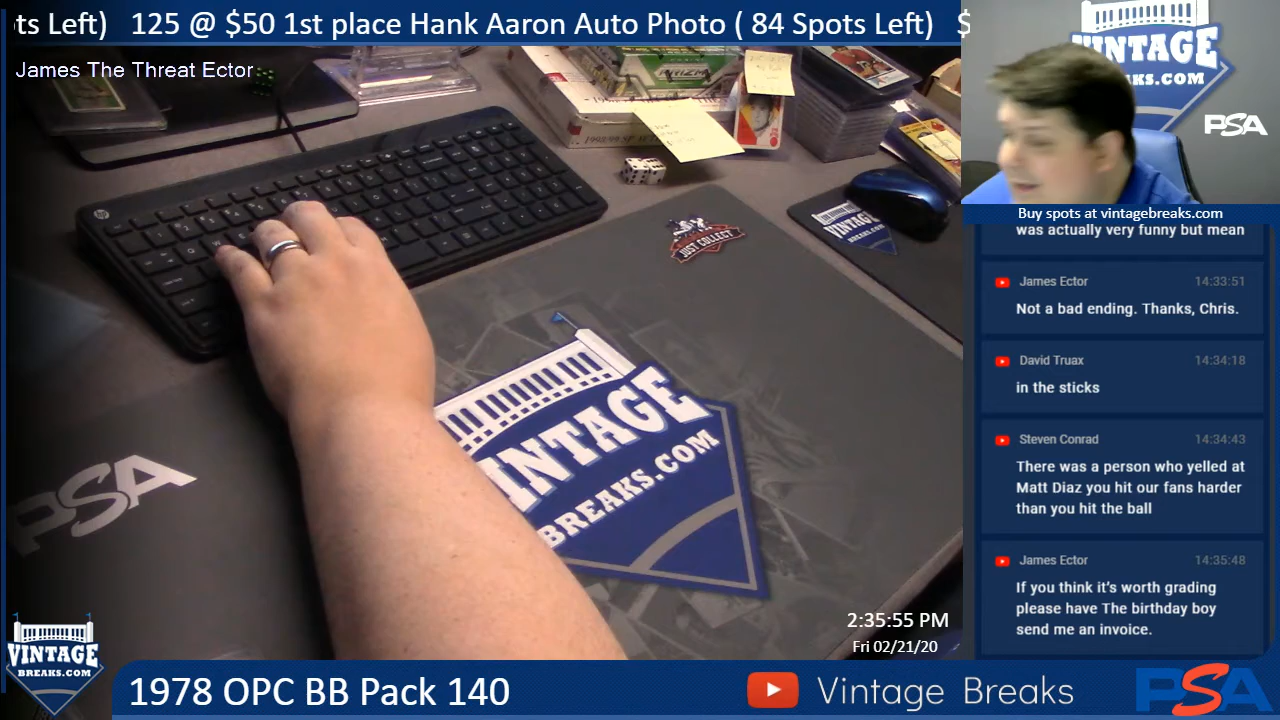 ts Left) 125 @ $50 1st place Hank Aaron Auto Photo ( 84 Spots Left) $
James The Threat Ector
VINTAGE
BREAKS.COM
PSA
PRIZM
JUST COLLECT
VINTAGE
BREAKS.COM
VINTAGE
BREAKS.COM
PSA
hp
Buy spots at vintagebreaks.com
was actually very funny but mean
James Ector 14:33:51
Not a bad ending. Thanks, Chris.
David Truax 14:34:18
in the sticks
Steven Conrad 14:34:43
There was a person who yelled at
Matt Diaz you hit our fans harder
than you hit the ball
James Ector 14:35:48
If you think it's worth grading
please have The birthday boy
send me an invoice.
2:35:55 PM
Fri 02/21/20
VINTAGE
BREAKS.COM
1978 OPC BB Pack 140
Vintage Breaks
PSA